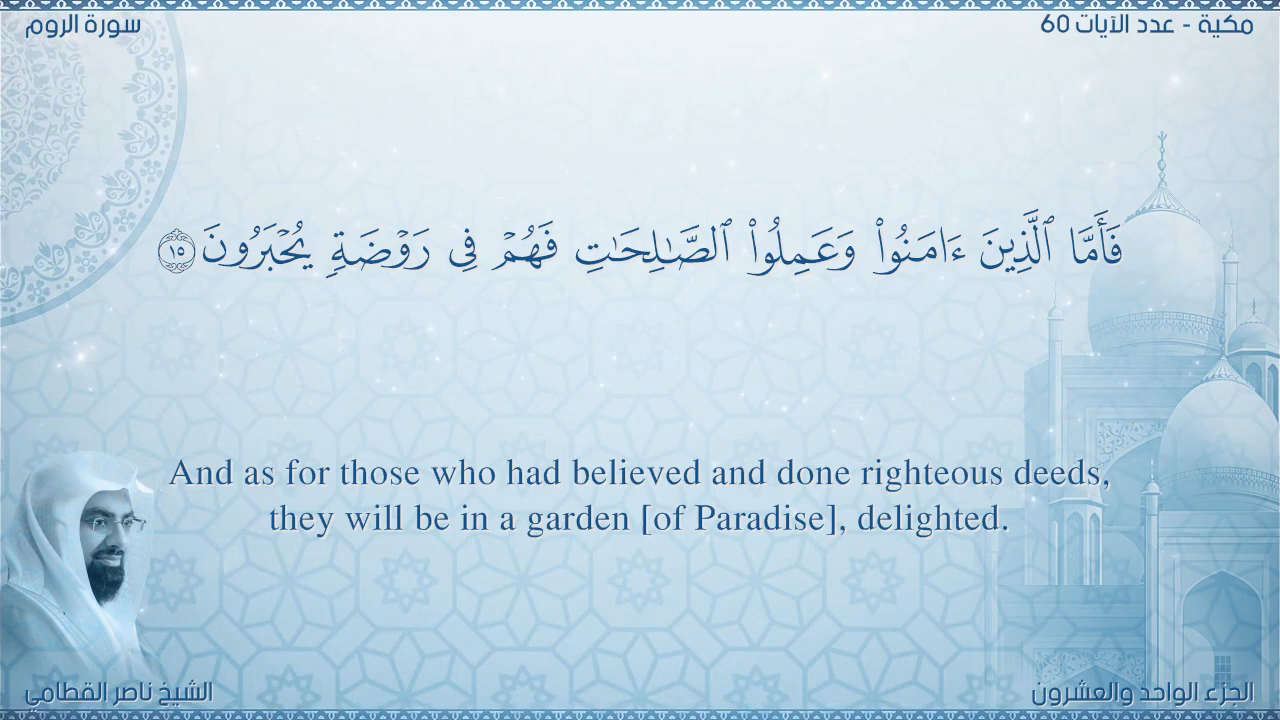 مكية - عدد الآيات 60
سورة الروم
فَأَمَّا ٱلَّذِينَ ءَامَنُوا۟ وَعَمِلُوا۟ ٱلصَّـٰلِحَـٰتِ فَهُمْ فِى رَوْضَةٍۢ يُحْبَرُونَ ١٥
And as for those who had believed and done righteous deeds,
they will be in a garden [of Paradise], delighted.
الجزء الواحد والعشرون
الشيخ ناصر القطامي